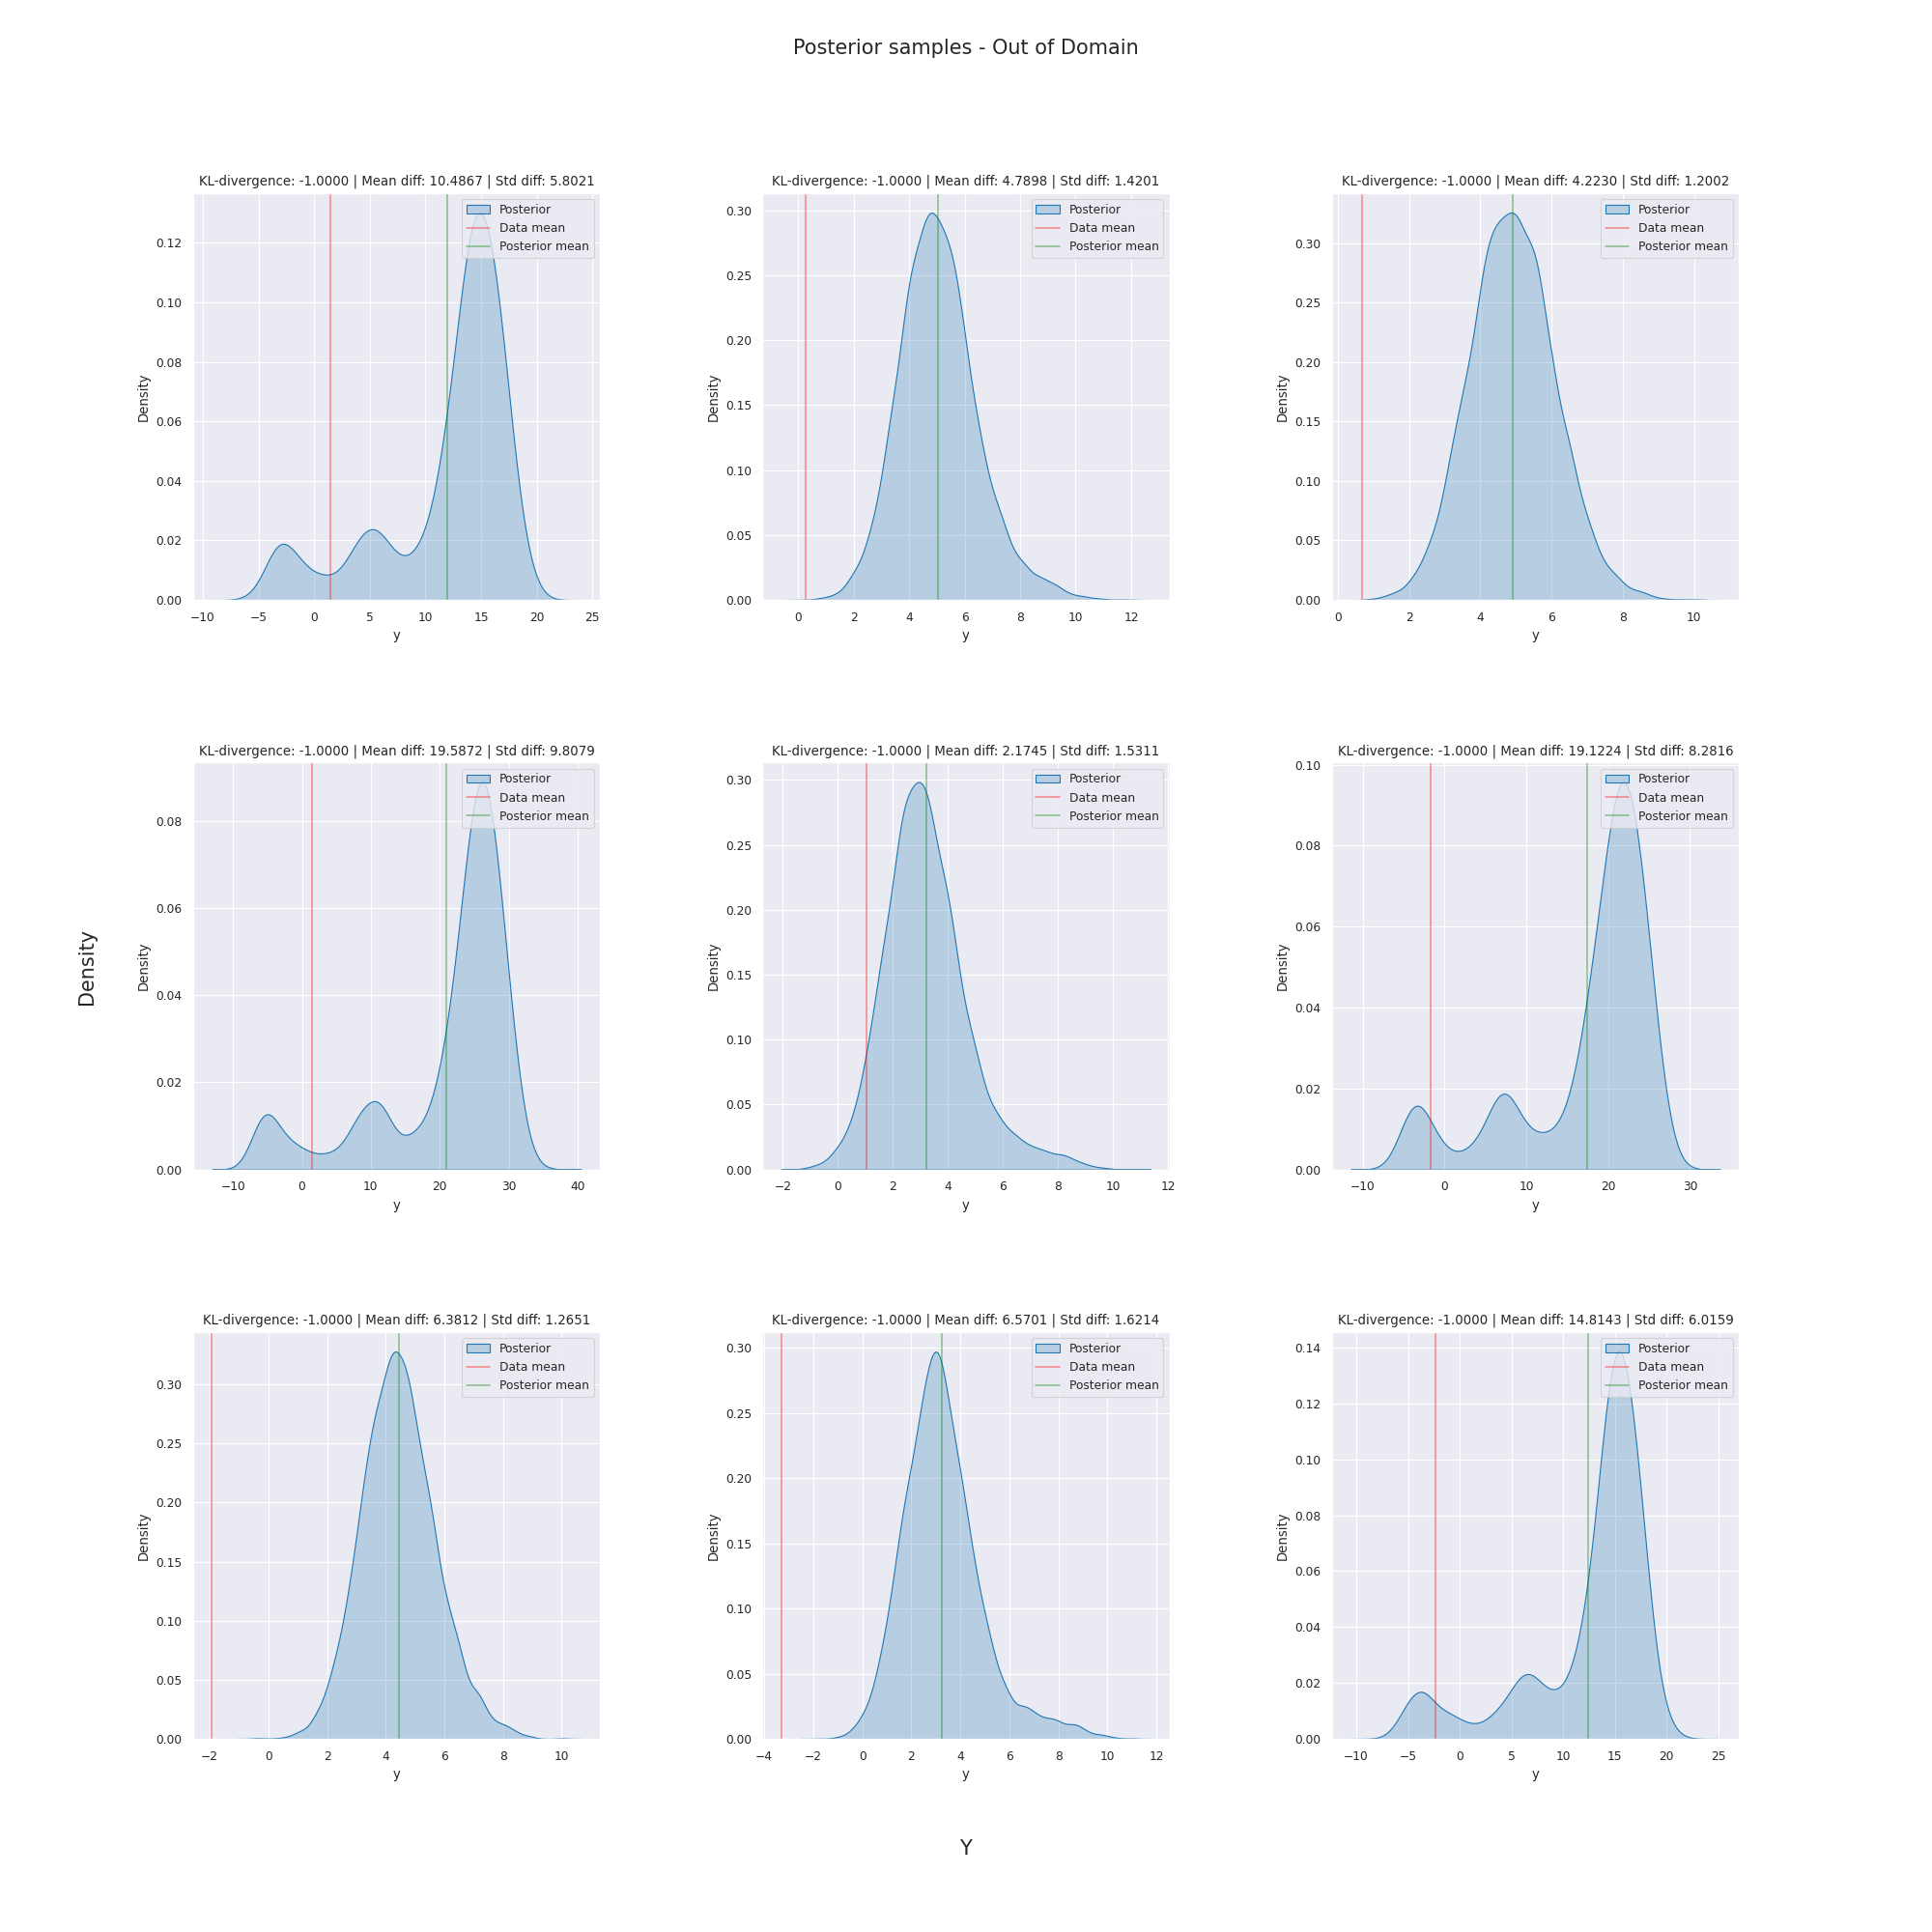 Posterior samples - Out of Domain
KL-divergence: -1.0000 | Mean diff: 10.4867 | Std diff: 5.8021
Posterior
Data mean
Posterior mean
0.12
0.10
0.08
0.06
0.04
0.02
0.00
Density
−10 −5 0 5 10 15 20 25
y
KL-divergence: -1.0000 | Mean diff: 4.7898 | Std diff: 1.4201
Posterior
Data mean
Posterior mean
0.30
0.25
0.20
0.15
0.10
0.05
0.00
Density
0 2 4 6 8 10 12
y
KL-divergence: -1.0000 | Mean diff: 4.2230 | Std diff: 1.2002
Posterior
Data mean
Posterior mean
0.30
0.25
0.20
0.15
0.10
0.05
0.00
Density
0 2 4 6 8 10
y
Density
KL-divergence: -1.0000 | Mean diff: 19.5872 | Std diff: 9.8079
Posterior
Data mean
Posterior mean
0.08
0.06
0.04
0.02
0.00
Density
−10 0 10 20 30 40
y
KL-divergence: -1.0000 | Mean diff: 2.1745 | Std diff: 1.5311
Posterior
Data mean
Posterior mean
0.30
0.25
0.20
0.15
0.10
0.05
0.00
Density
−2 0 2 4 6 8 10 12
y
KL-divergence: -1.0000 | Mean diff: 19.1224 | Std diff: 8.2816
Posterior
Data mean
Posterior mean
0.10
0.08
0.06
0.04
0.02
0.00
Density
−10 0 10 20 30
y
KL-divergence: -1.0000 | Mean diff: 6.3812 | Std diff: 1.2651
Posterior
Data mean
Posterior mean
0.30
0.25
0.20
0.15
0.10
0.05
0.00
Density
−2 0 2 4 6 8 10
y
KL-divergence: -1.0000 | Mean diff: 6.5701 | Std diff: 1.6214
Posterior
Data mean
Posterior mean
0.30
0.25
0.20
0.15
0.10
0.05
0.00
Density
−4 −2 0 2 4 6 8 10 12
y
KL-divergence: -1.0000 | Mean diff: 14.8143 | Std diff: 6.0159
Posterior
Data mean
Posterior mean
0.14
0.12
0.10
0.08
0.06
0.04
0.02
0.00
Density
−10 −5 0 5 10 15 20 25
y
Y